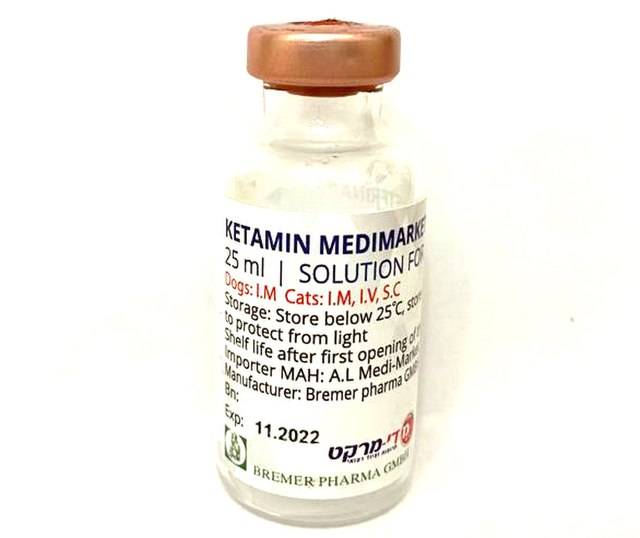 KETAMIN MEDIMARKE
25 ml | SOLUTION FOR
Dogs: I.M Cats: I.M, I.V, S.C
Storage: Store below 25°C, store
to protect from light
Shelf life after first opening of
Importer MAH: A.L Medi-Market
Manufacturer: Bremer pharma GMB
Bn:
Exp: 11.2022
די-מרקט
BREMER PHARMA GMBH